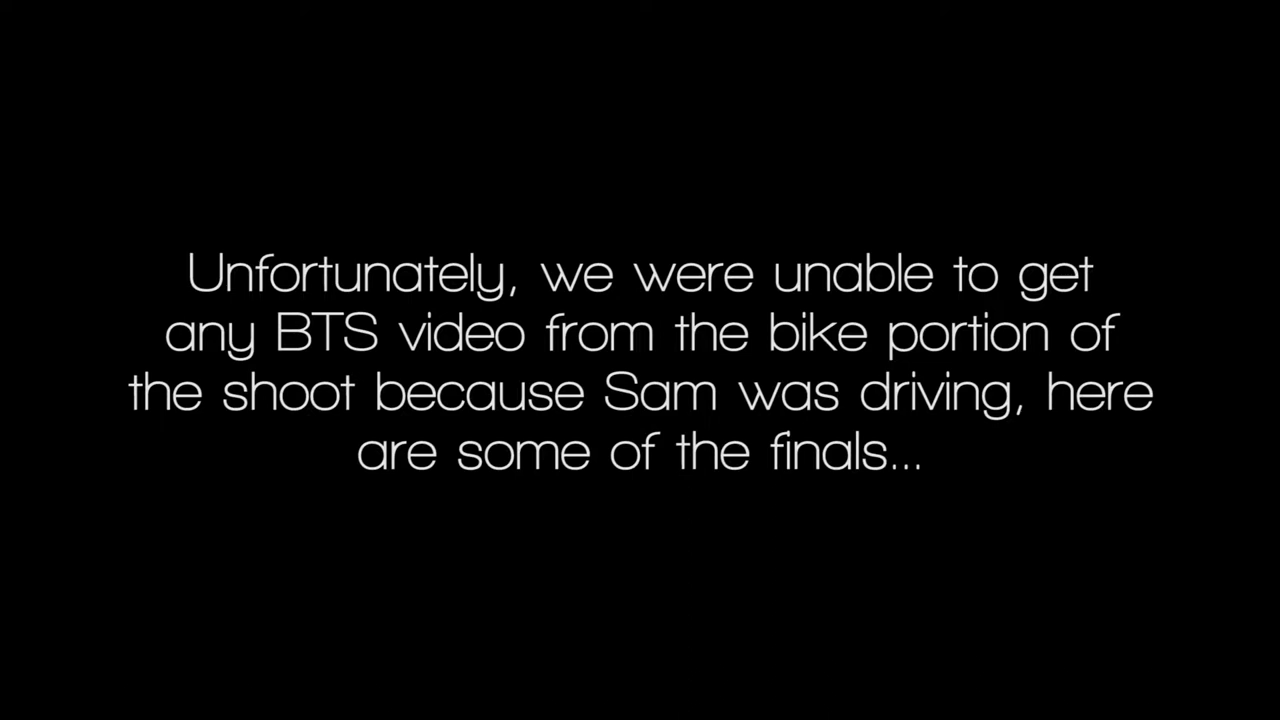 Unfortunately, we were unable to get
any BTS video from the bike portion of
the shoot because Sam was driving, here
are some of the finals...